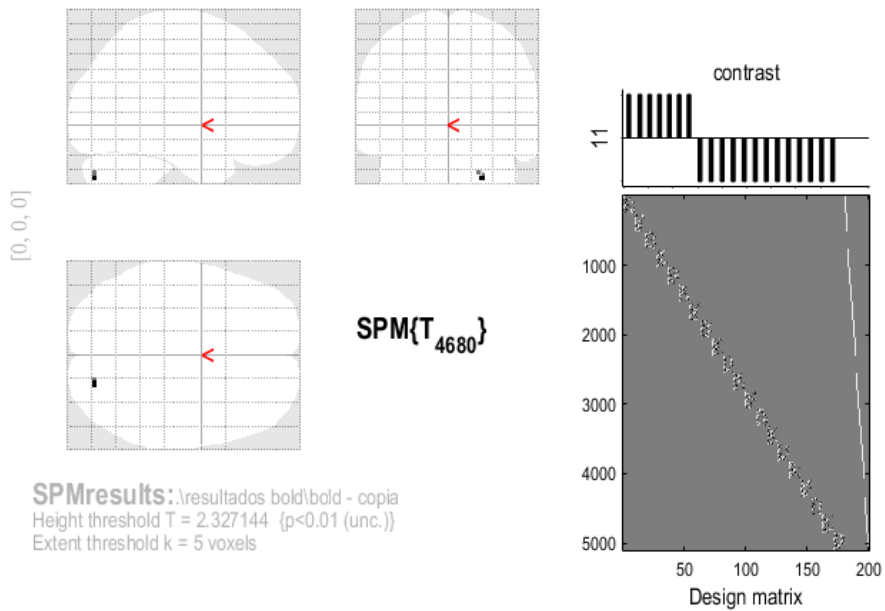 contrast
11
[0, 0, 0]
<
<
<
SPM{T4680}
1000
2000
3000
4000
5000
50 100 150 200
Design matrix
SPMresults: .\resultados bold\bold - copia
Height threshold T = 2.327144 {p<0.01 (unc.)}
Extent threshold k = 5 voxels